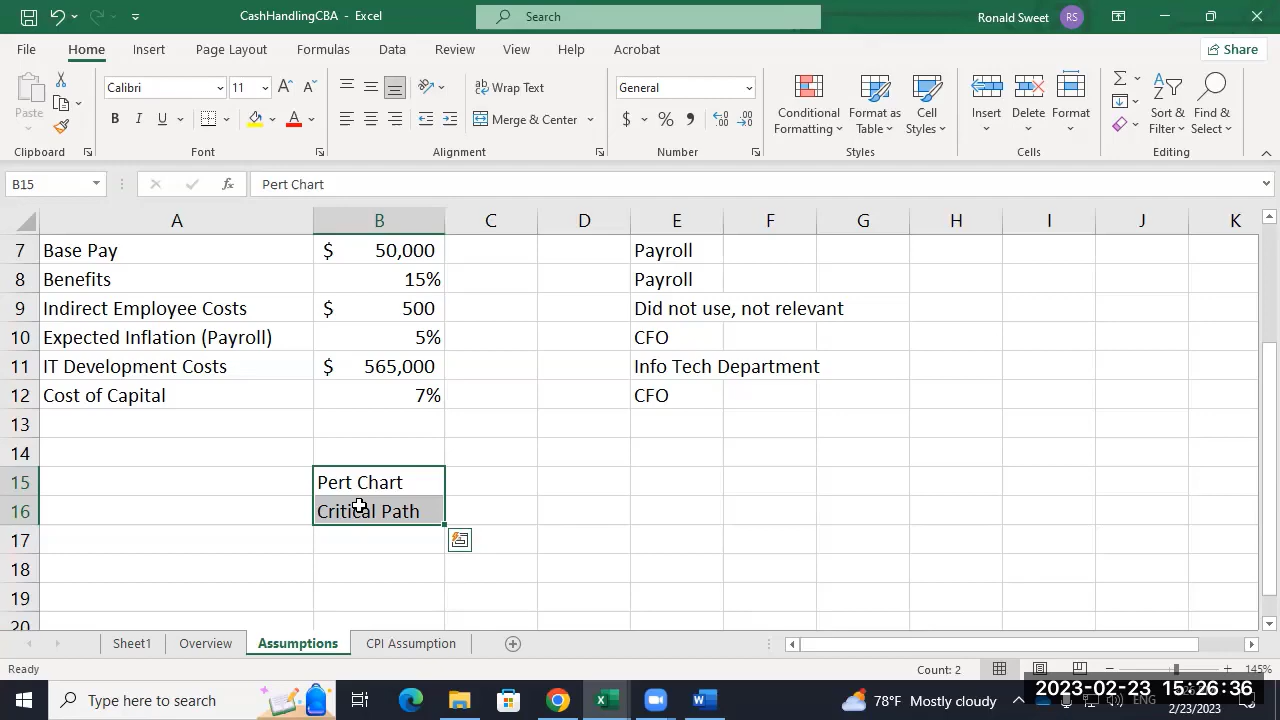 CashHandlingCBA - Excel
Search
Ronald Sweet RS
File Home Insert Page Layout Formulas Data Review View Help Acrobat Share
Paste
Calibri 11
B I U
Wrap Text
Merge & Center
General
$ % ,
Conditional Formatting
Format as Table
Cell Styles
Insert Delete Format
Sort & Filter
Find & Select
Clipboard Font Alignment Number Styles Cells Editing
B15 fx Pert Chart
A B C D E F G H I J K
7 Base Pay $ 50,000 Payroll
8 Benefits 15% Payroll
9 Indirect Employee Costs $ 500 Did not use, not relevant
10 Expected Inflation (Payroll) 5% CFO
11 IT Development Costs $ 565,000 Info Tech Department
12 Cost of Capital 7% CFO
13
14
15 Pert Chart
16 Critical Path
17
18
19
20
Sheet1 Overview Assumptions CPI Assumption
Ready Count: 2 145%
Type here to search
78°F Mostly cloudy
ENG
2023-02-23 15:26:36
2/23/2023